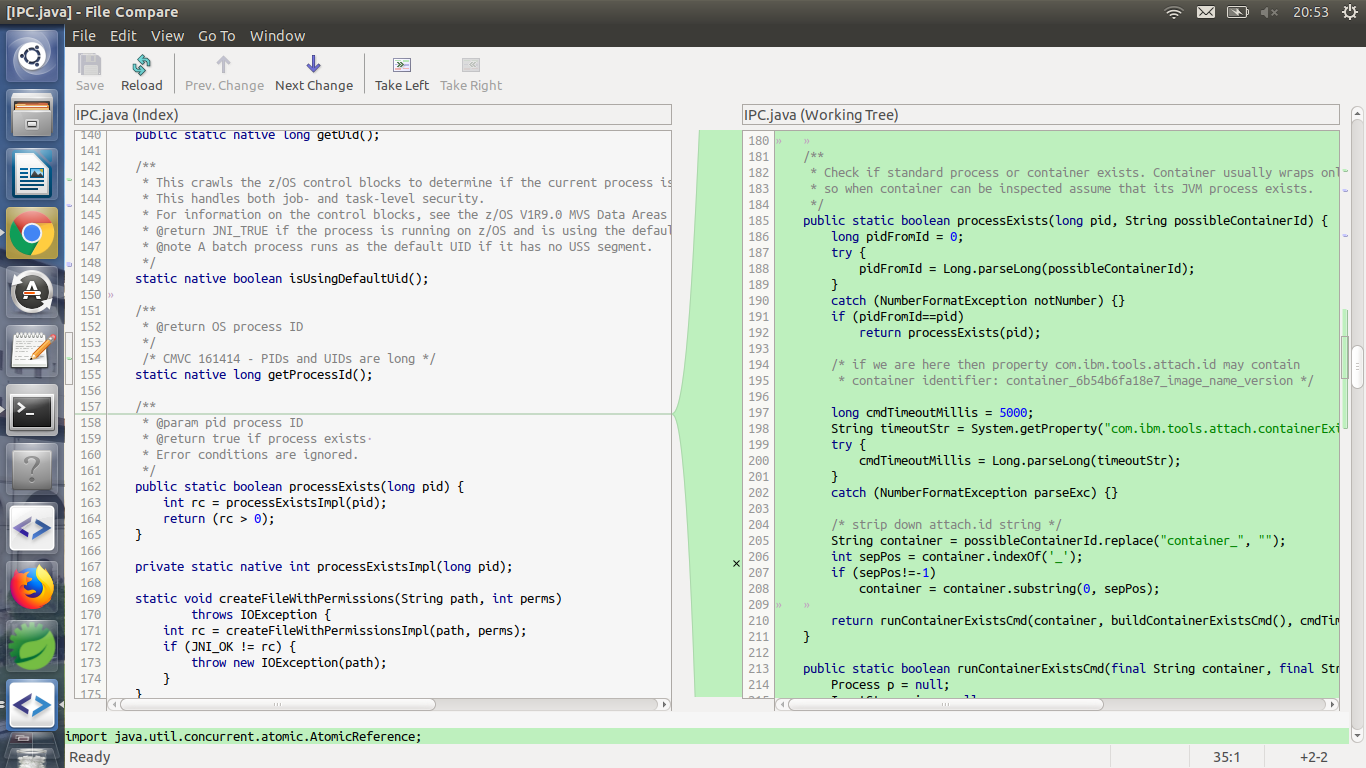 [IPC.java] - File Compare
20:53
File Edit View Go To Window
Save Reload Prev. Change Next Change Take Left Take Right
IPC.java (Index)
140 public static native long getUid();
141
142 /**
143 * This crawls the z/OS control blocks to determine if the current process is
144 * This handles both job- and task-level security.
145 * For information on the control blocks, see the z/OS V1R9.0 MVS Data Areas
146 * @return JNI_TRUE if the process is running on z/OS and is using the defaul
147 * @note A batch process runs as the default UID if it has no USS segment.
148 */
149 static native boolean isUsingDefaultUid();
150 »
151 /**
152 * @return OS process ID
153 */
154 /* CMVC 161414 - PIDs and UIDs are long */
155 static native long getProcessId();
156
157 /**
158 * @param pid process ID
159 * @return true if process exists·
160 * Error conditions are ignored.
161 */
162 public static boolean processExists(long pid) {
163 int rc = processExistsImpl(pid);
164 return (rc > 0);
165 }
166
167 private static native int processExistsImpl(long pid);
168
169 static void createFileWithPermissions(String path, int perms)
170 throws IOException {
171 int rc = createFileWithPermissionsImpl(path, perms);
172 if (JNI_OK != rc) {
173 throw new IOException(path);
174 }
175 }
IPC.java (Working Tree)
180 » »
181 /**
182 * Check if standard process or container exists. Container usually wraps onl
183 * so when container can be inspected assume that its JVM process exists.
184 */
185 public static boolean processExists(long pid, String possibleContainerId) {
186 long pidFromId = 0;
187 try {
188 pidFromId = Long.parseLong(possibleContainerId);
189 }
190 catch (NumberFormatException notNumber) {}
191 if (pidFromId==pid)
192 return processExists(pid);
193
194 /* if we are here then property com.ibm.tools.attach.id may contain
195 * container identifier: container_6b54b6fa18e7_image_name_version */
196
197 long cmdTimeoutMillis = 5000;
198 String timeoutStr = System.getProperty("com.ibm.tools.attach.containerExi
199 try {
200 cmdTimeoutMillis = Long.parseLong(timeoutStr);
201 }
202 catch (NumberFormatException parseExc) {}
203
204 /* strip down attach.id string */
205 String container = possibleContainerId.replace("container_", "");
206 int sepPos = container.indexOf('_');
207 if (sepPos!=-1)
208 container = container.substring(0, sepPos);
209 » »
210 return runContainerExistsCmd(container, buildContainerExistsCmd(), cmdTim
211 }
212
213 public static boolean runContainerExistsCmd(final String container, final Str
214 Process p = null;
import java.util.concurrent.atomic.AtomicReference;
Ready
35:1
+2-2